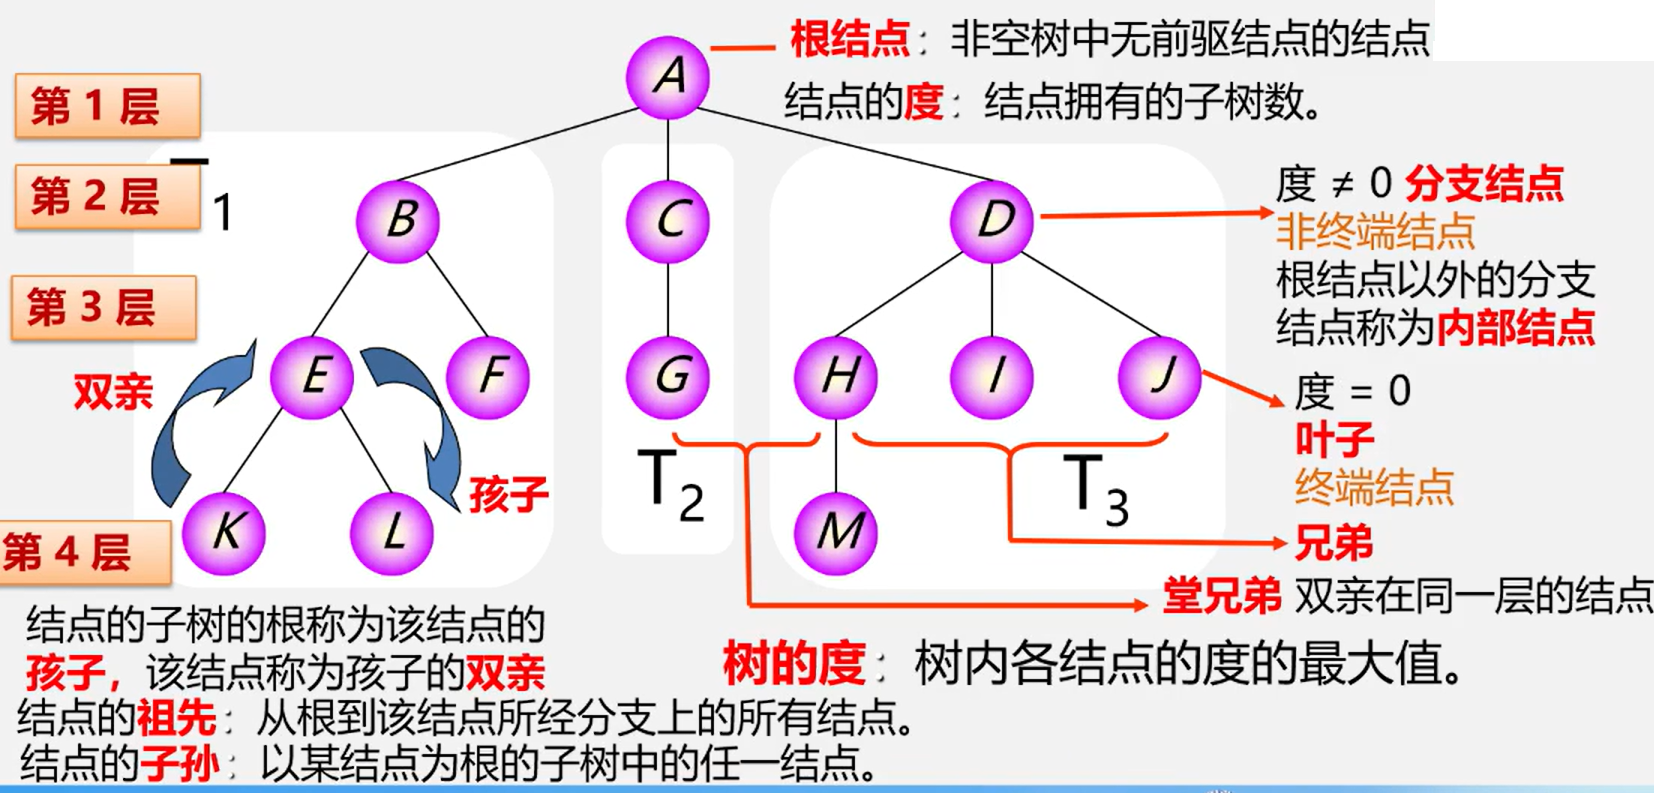 根结点：非空树中无前驱结点的结点
结点的度：结点拥有的子树数。
第 1 层
第 2 层
第 3 层
第 4 层
A
B
C
D
E
F
G
H
I
J
K
L
M
1
T2
T3
双亲
孩子
度 ≠ 0 分支结点
非终端结点
根结点以外的分支
结点称为内部结点
度 = 0
叶子
终端结点
兄弟
堂兄弟 双亲在同一层的结点
树的度：树内各结点的度的最大值。
结点的子树的根称为该结点的
孩子，该结点称为孩子的双亲
结点的祖先：从根到该结点所经分支上的所有结点。
结点的子孙：以某结点为根的子树中的任一结点。